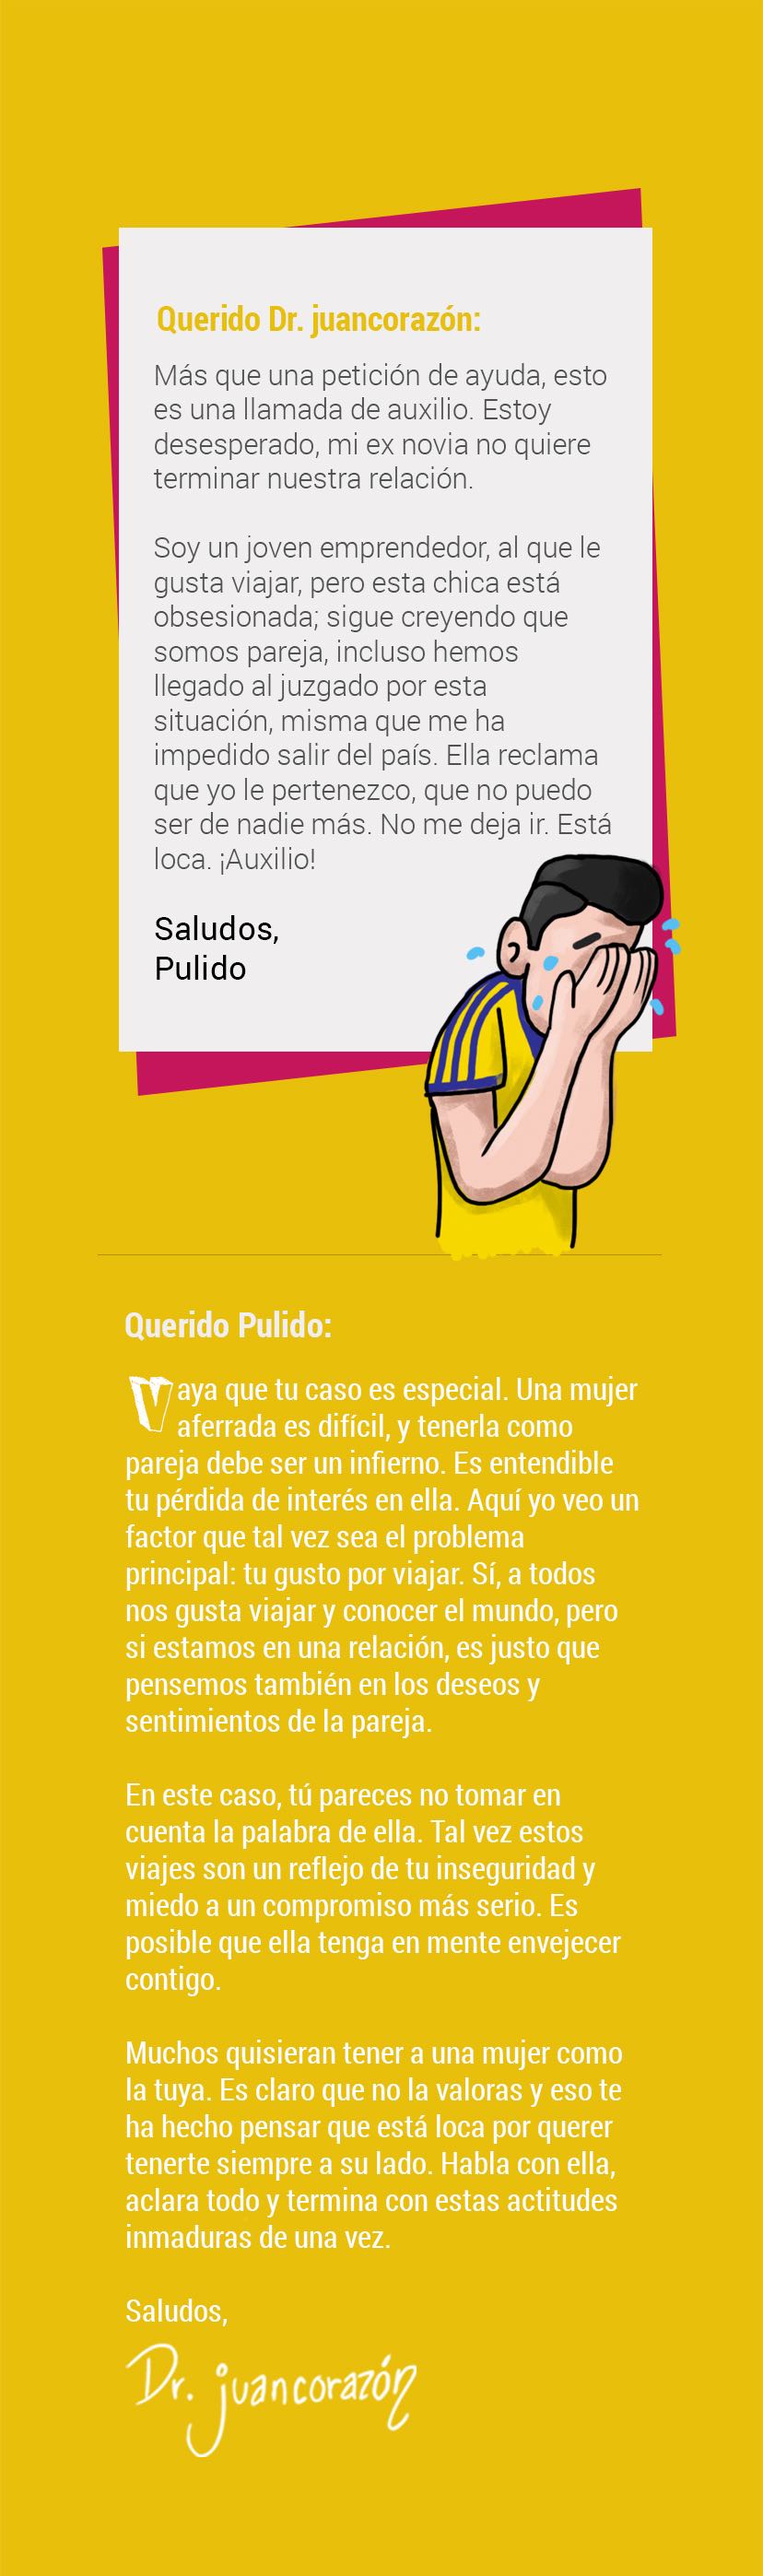 Querido Dr. juancorazón:
Más que una petición de ayuda, esto
es una llamada de auxilio. Estoy
desesperado, mi ex novia no quiere
terminar nuestra relación.
Soy un joven emprendedor, al que le
gusta viajar, pero esta chica está
obsesionada; sigue creyendo que
somos pareja, incluso hemos
llegado al juzgado por esta
situación, misma que me ha
impedido salir del país. Ella reclama
que yo le pertenezco, que no puedo
ser de nadie más. No me deja ir. Está
loca. ¡Auxilio!
Saludos,
Pulido
Querido Pulido:
Vaya que tu caso es especial. Una mujer
aferrada es difícil, y tenerla como
pareja debe ser un infierno. Es entendible
tu pérdida de interés en ella. Aquí yo veo un
factor que tal vez sea el problema
principal: tu gusto por viajar. Sí, a todos
nos gusta viajar y conocer el mundo, pero
si estamos en una relación, es justo que
pensemos también en los deseos y
sentimientos de la pareja.
En este caso, tú pareces no tomar en
cuenta la palabra de ella. Tal vez estos
viajes son un reflejo de tu inseguridad y
miedo a un compromiso más serio. Es
posible que ella tenga en mente envejecer
contigo.
Muchos quisieran tener a una mujer como
la tuya. Es claro que no la valoras y eso te
ha hecho pensar que está loca por querer
tenerte siempre a su lado. Habla con ella,
aclara todo y termina con estas actitudes
inmaduras de una vez.
Saludos,
Dr. juancorazón